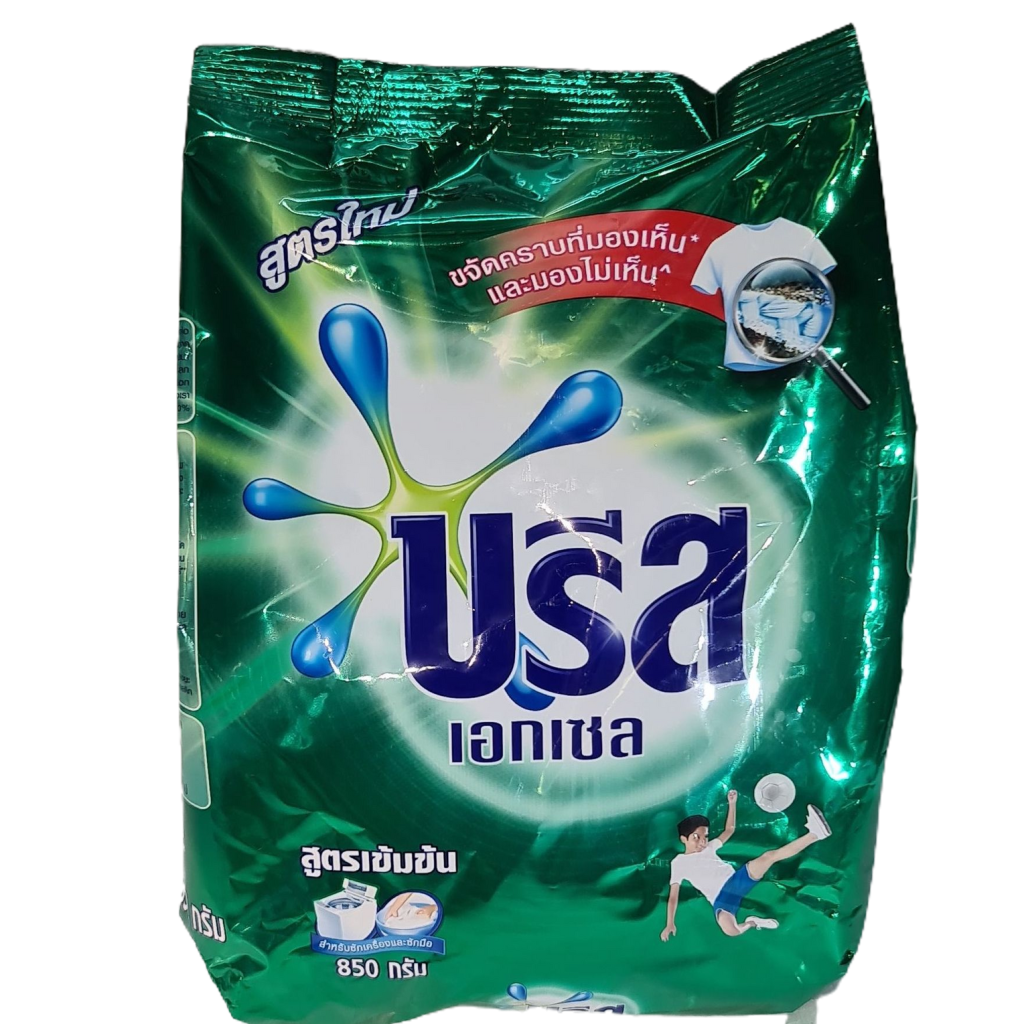 สูตรใหม่
ขจัดคราบที่มองเห็น*
และมองไม่เห็น^
บรีส
เอกเซล
สูตรเข้มข้น
สำหรับซักเครื่องและซักมือ
850 กรัม
กรัม